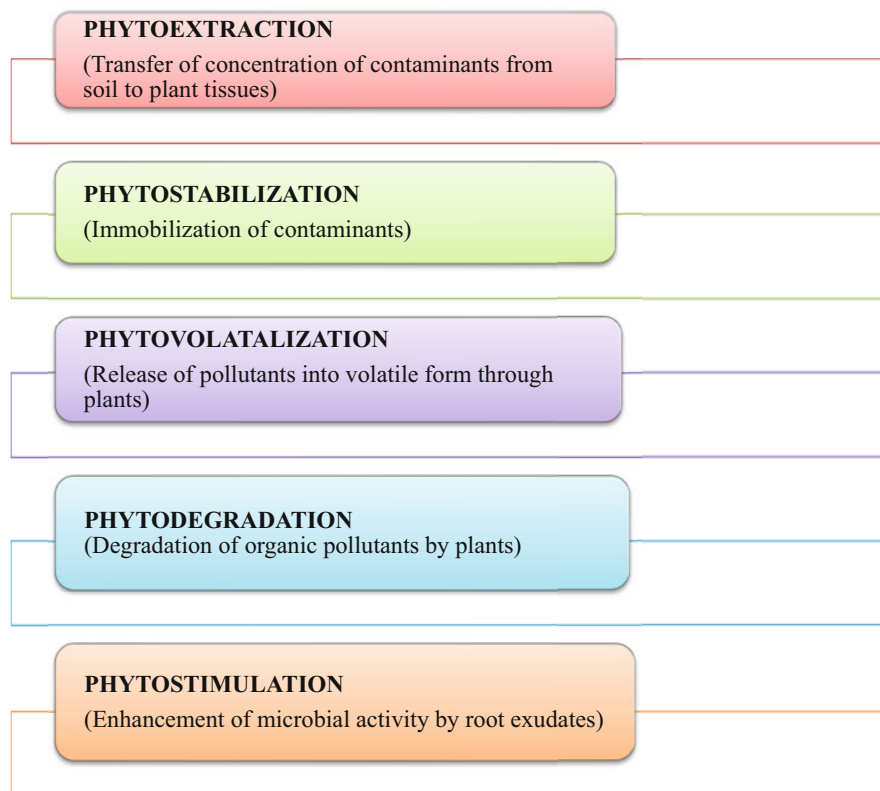 PHYTOEXTRACTION
(Transfer of concentration of contaminants from
soil to plant tissues)
PHYTOSTABILIZATION
(Immobilization of contaminants)
PHYTOVOLATALIZATION
(Release of pollutants into volatile form through
plants)
PHYTODEGRADATION
(Degradation of organic pollutants by plants)
PHYTOSTIMULATION
(Enhancement of microbial activity by root exudates)